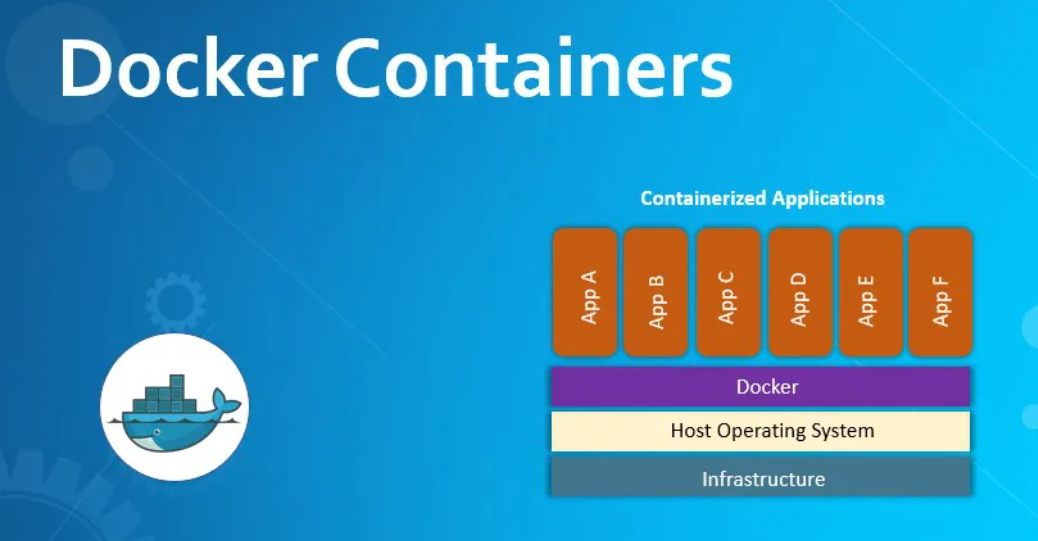 Docker Containers
Containerized Applications
App A
App B
App C
App D
App E
App F
Docker
Host Operating System
Infrastructure